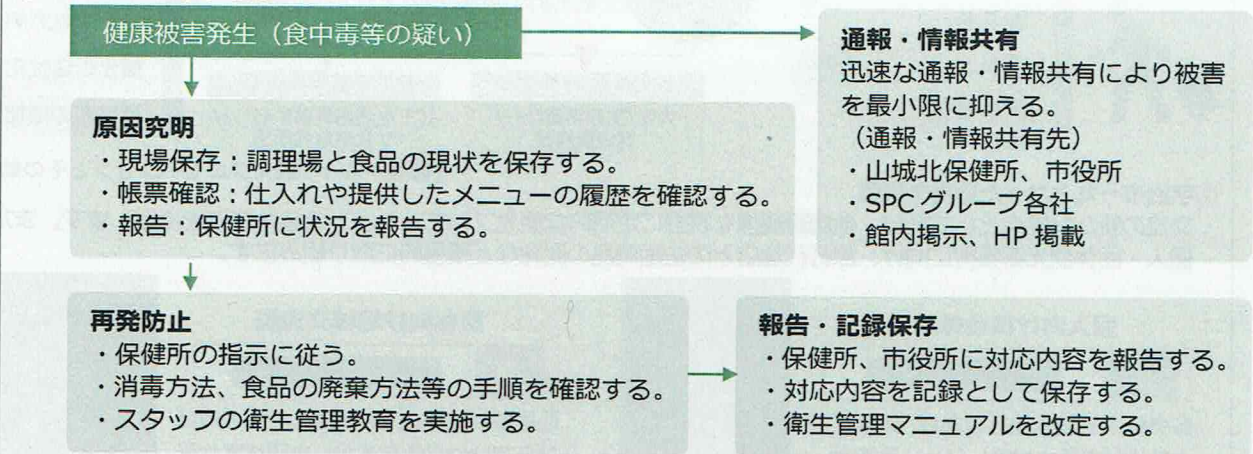 健康被害発生（食中毒等の疑い）
通報・情報共有
迅速な通報・情報共有により被害
を最小限に抑える。
（通報・情報共有先）
・山城北保健所、市役所
・SPC グループ各社
・館内掲示、HP 掲載
原因究明
・現場保存：調理場と食品の現状を保存する。
・帳票確認：仕入れや提供したメニューの履歴を確認する。
・報告：保健所に状況を報告する。
再発防止
・保健所の指示に従う。
・消毒方法、食品の廃棄方法等の手順を確認する。
・スタッフの衛生管理教育を実施する。
報告・記録保存
・保健所、市役所に対応内容を報告する。
・対応内容を記録として保存する。
・衛生管理マニュアルを改定する。